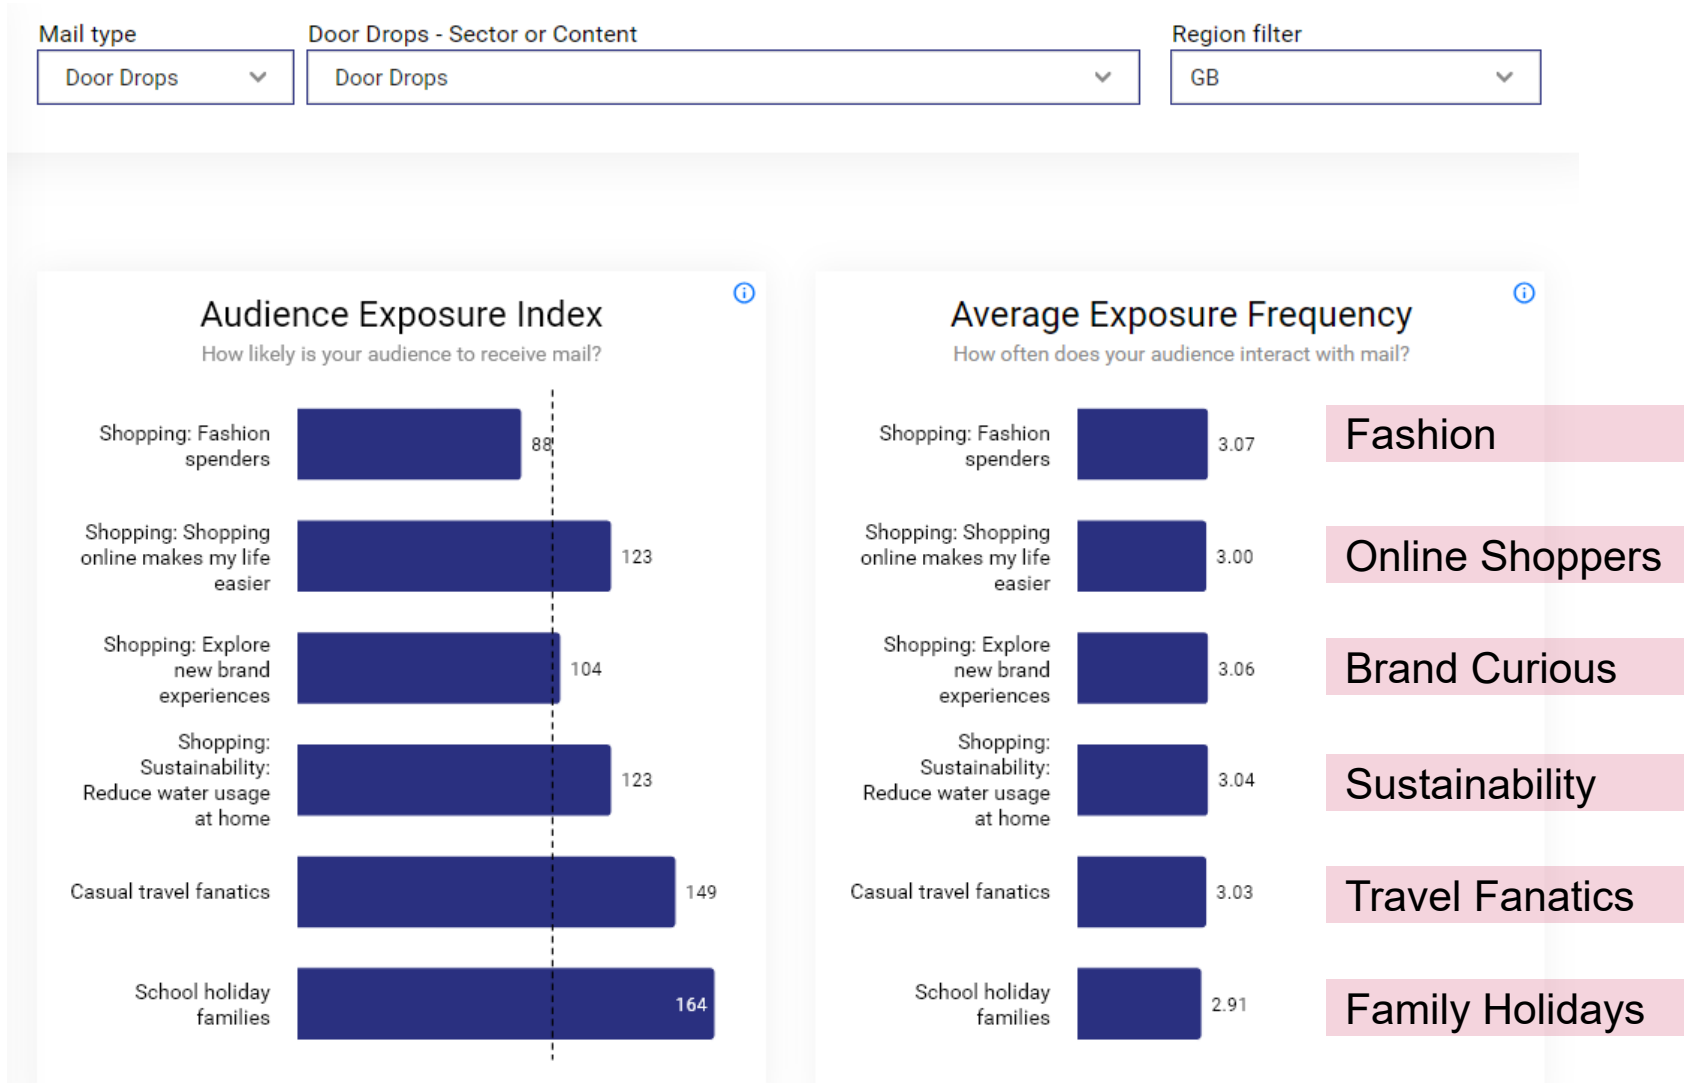 Mail type
Door Drops - Sector or Content
Region filter
Door Drops
Door Drops
GB
Audience Exposure Index
How likely is your audience to receive mail?
Shopping: Fashion
spenders
88
Shopping: Shopping
online makes my life
easier
123
Shopping: Explore
new brand
experiences
104
Shopping:
Sustainability:
Reduce water usage
at home
123
Casual travel fanatics
149
School holiday
families
164
Average Exposure Frequency
How often does your audience interact with mail?
Shopping: Fashion
spenders
3.07
Fashion
Shopping: Shopping
online makes my life
easier
3.00
Online Shoppers
Shopping: Explore
new brand
experiences
3.06
Brand Curious
Shopping:
Sustainability:
Reduce water usage
at home
3.04
Sustainability
Casual travel fanatics
3.03
Travel Fanatics
School holiday
families
2.91
Family Holidays